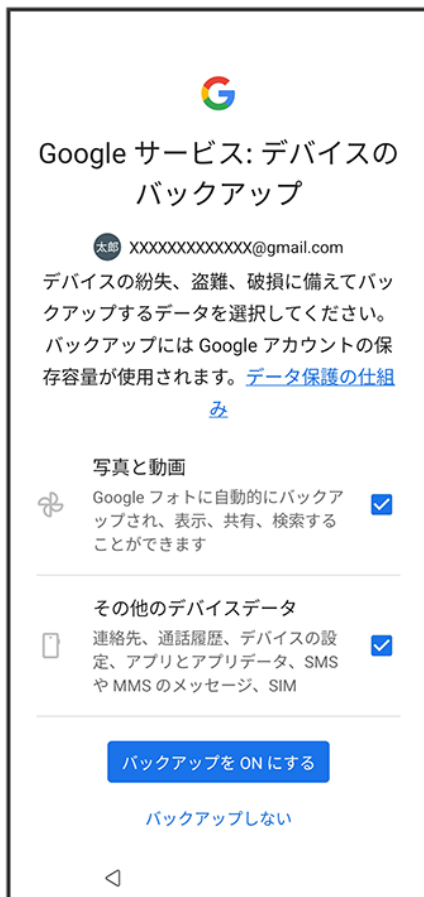 Google サービス: デバイスの
バックアップ
太郎 XXXXXXXXXXXXX@gmail.com
デバイスの紛失、盗難、破損に備えてバッ
クアップするデータを選択してください。
バックアップには Google アカウントの保
存容量が使用されます。データ保護の仕組
み
写真と動画
Google フォトに自動的にバックア
ップされ、表示、共有、検索する
ことができます
その他のデバイスデータ
連絡先、通話履歴、デバイスの設
定、アプリとアプリデータ、SMS
や MMS のメッセージ、SIM
バックアップを ON にする
バックアップしない